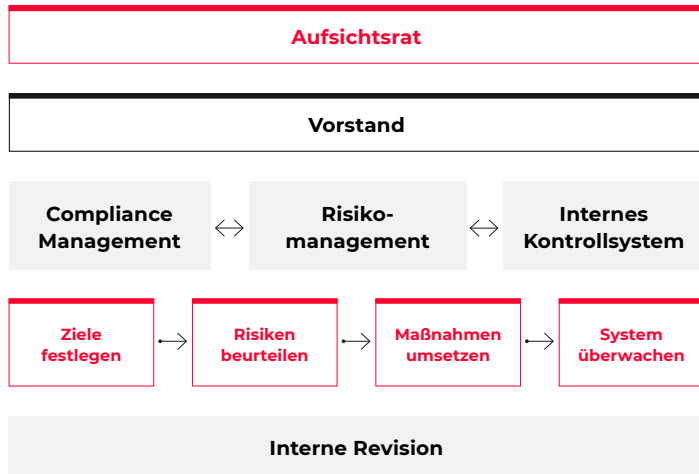 Aufsichtsrat
Vorstand
Compliance
Management
Risiko-
management
Internes
Kontrollsystem
Ziele
festlegen
Risiken
beurteilen
Maßnahmen
umsetzen
System
überwachen
Interne Revision